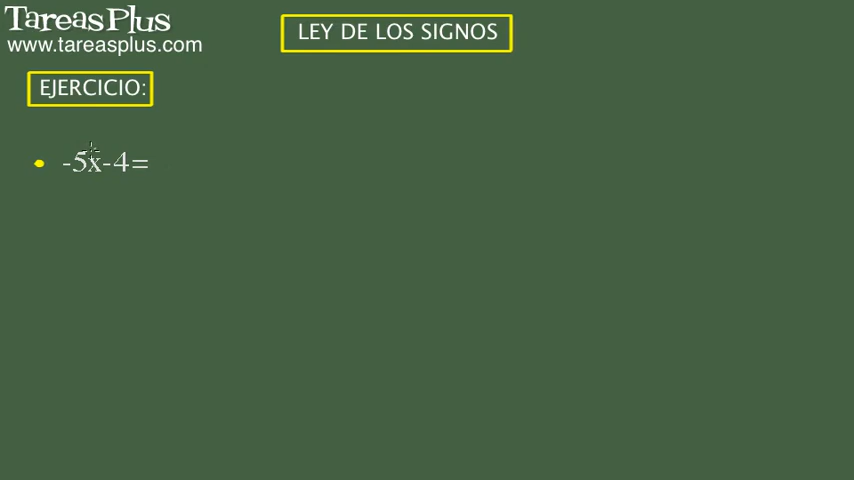 TareasPlus
www.tareasplus.com
LEY DE LOS SIGNOS
EJERCICIO:
• -5x-4=